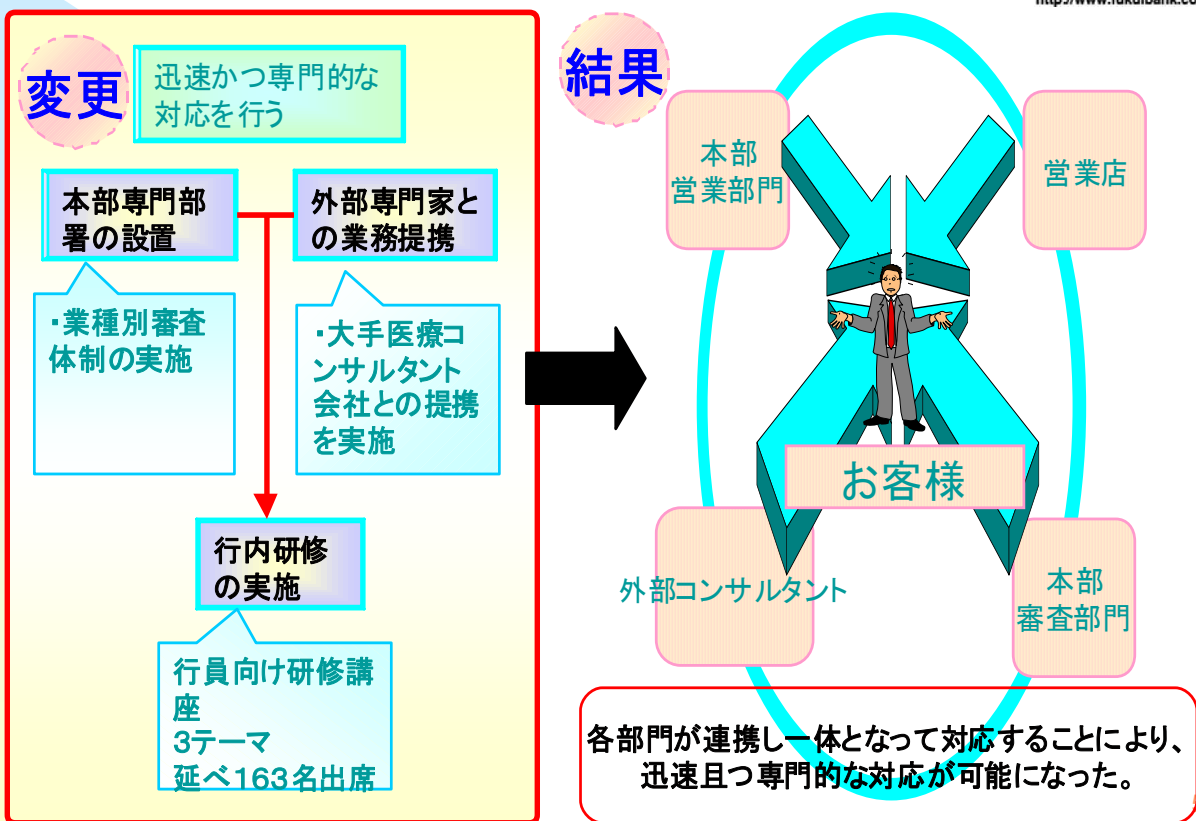 http://www.fukuibank.co
変更
迅速かつ専門的な
対応を行う
本部専門部
署の設置
外部専門家と
の業務提携
・業種別審査
体制の実施
・大手医療コ
ンサルタント
会社との提携
を実施
行内研修
の実施
行員向け研修講
座
3テーマ
延べ163名出席
結果
本部
営業部門
営業店
お客様
外部コンサルタント
本部
審査部門
各部門が連携し一体となって対応することにより、
迅速且つ専門的な対応が可能になった。